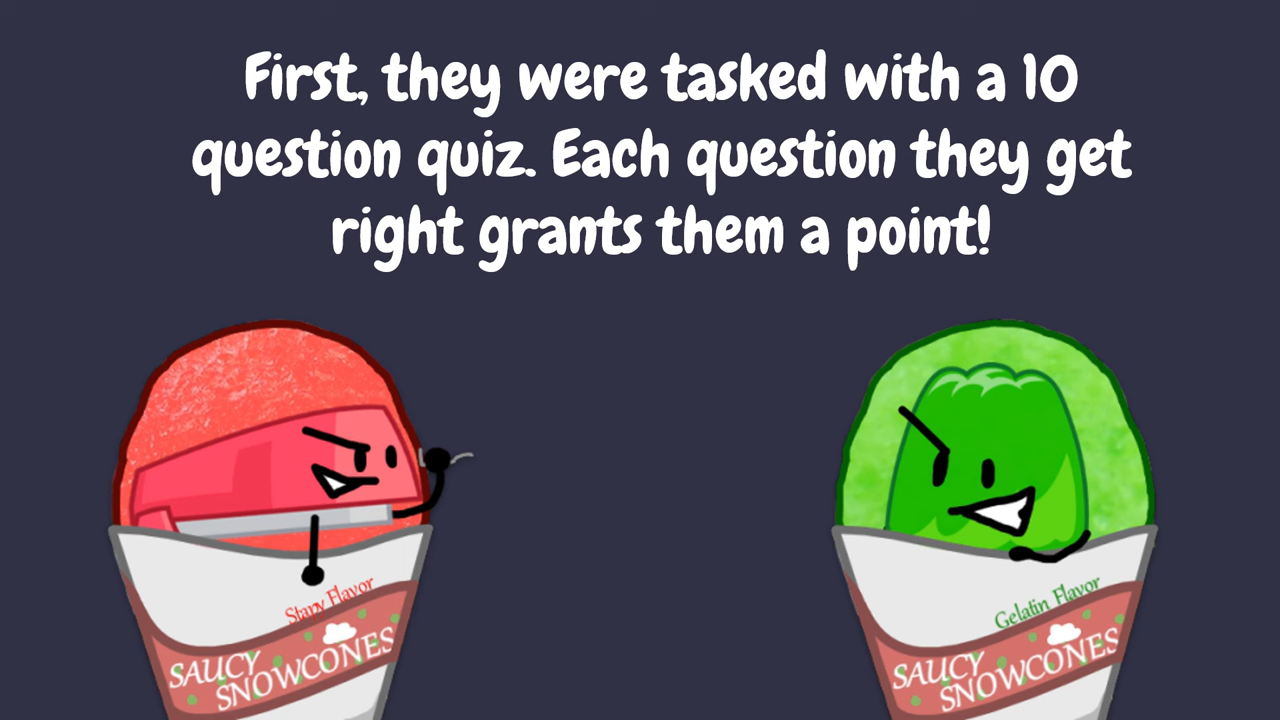 First, they were tasked with a 10
question quiz. Each question they get
right grants them a point!
Stapy Flavor
SAUCY
SNOWCONES
Gelatin Flavor
SAUCY
SNOWCONES